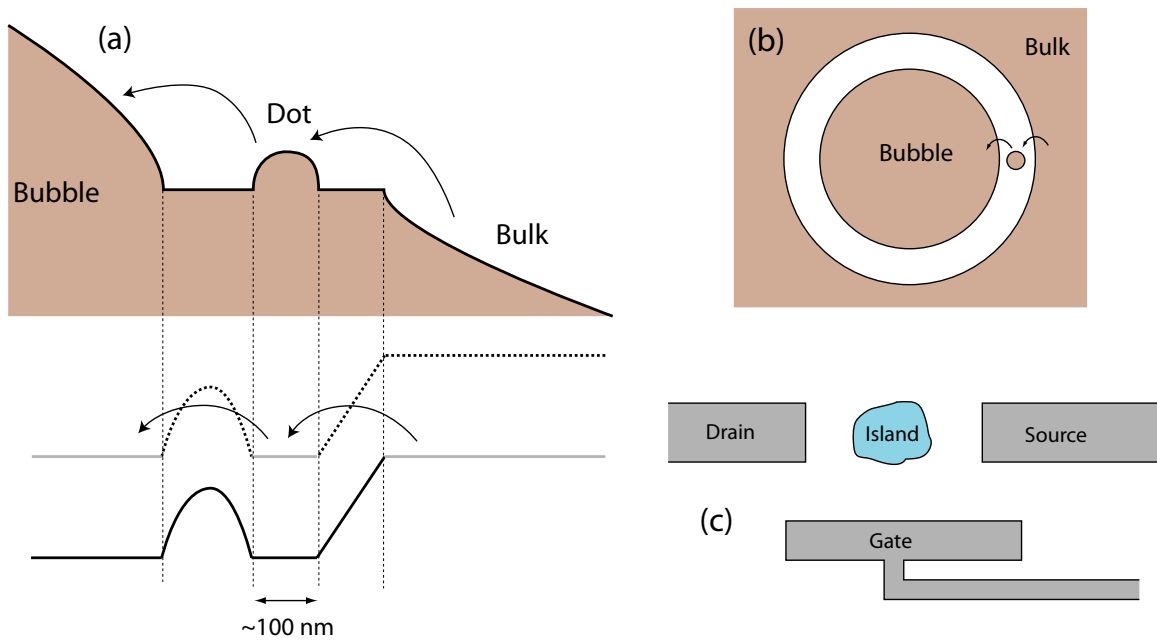 (a)
Dot
Bubble
Bulk
~100 nm
(b)
Bulk
Bubble
Drain
Island
Source
(c)
Gate